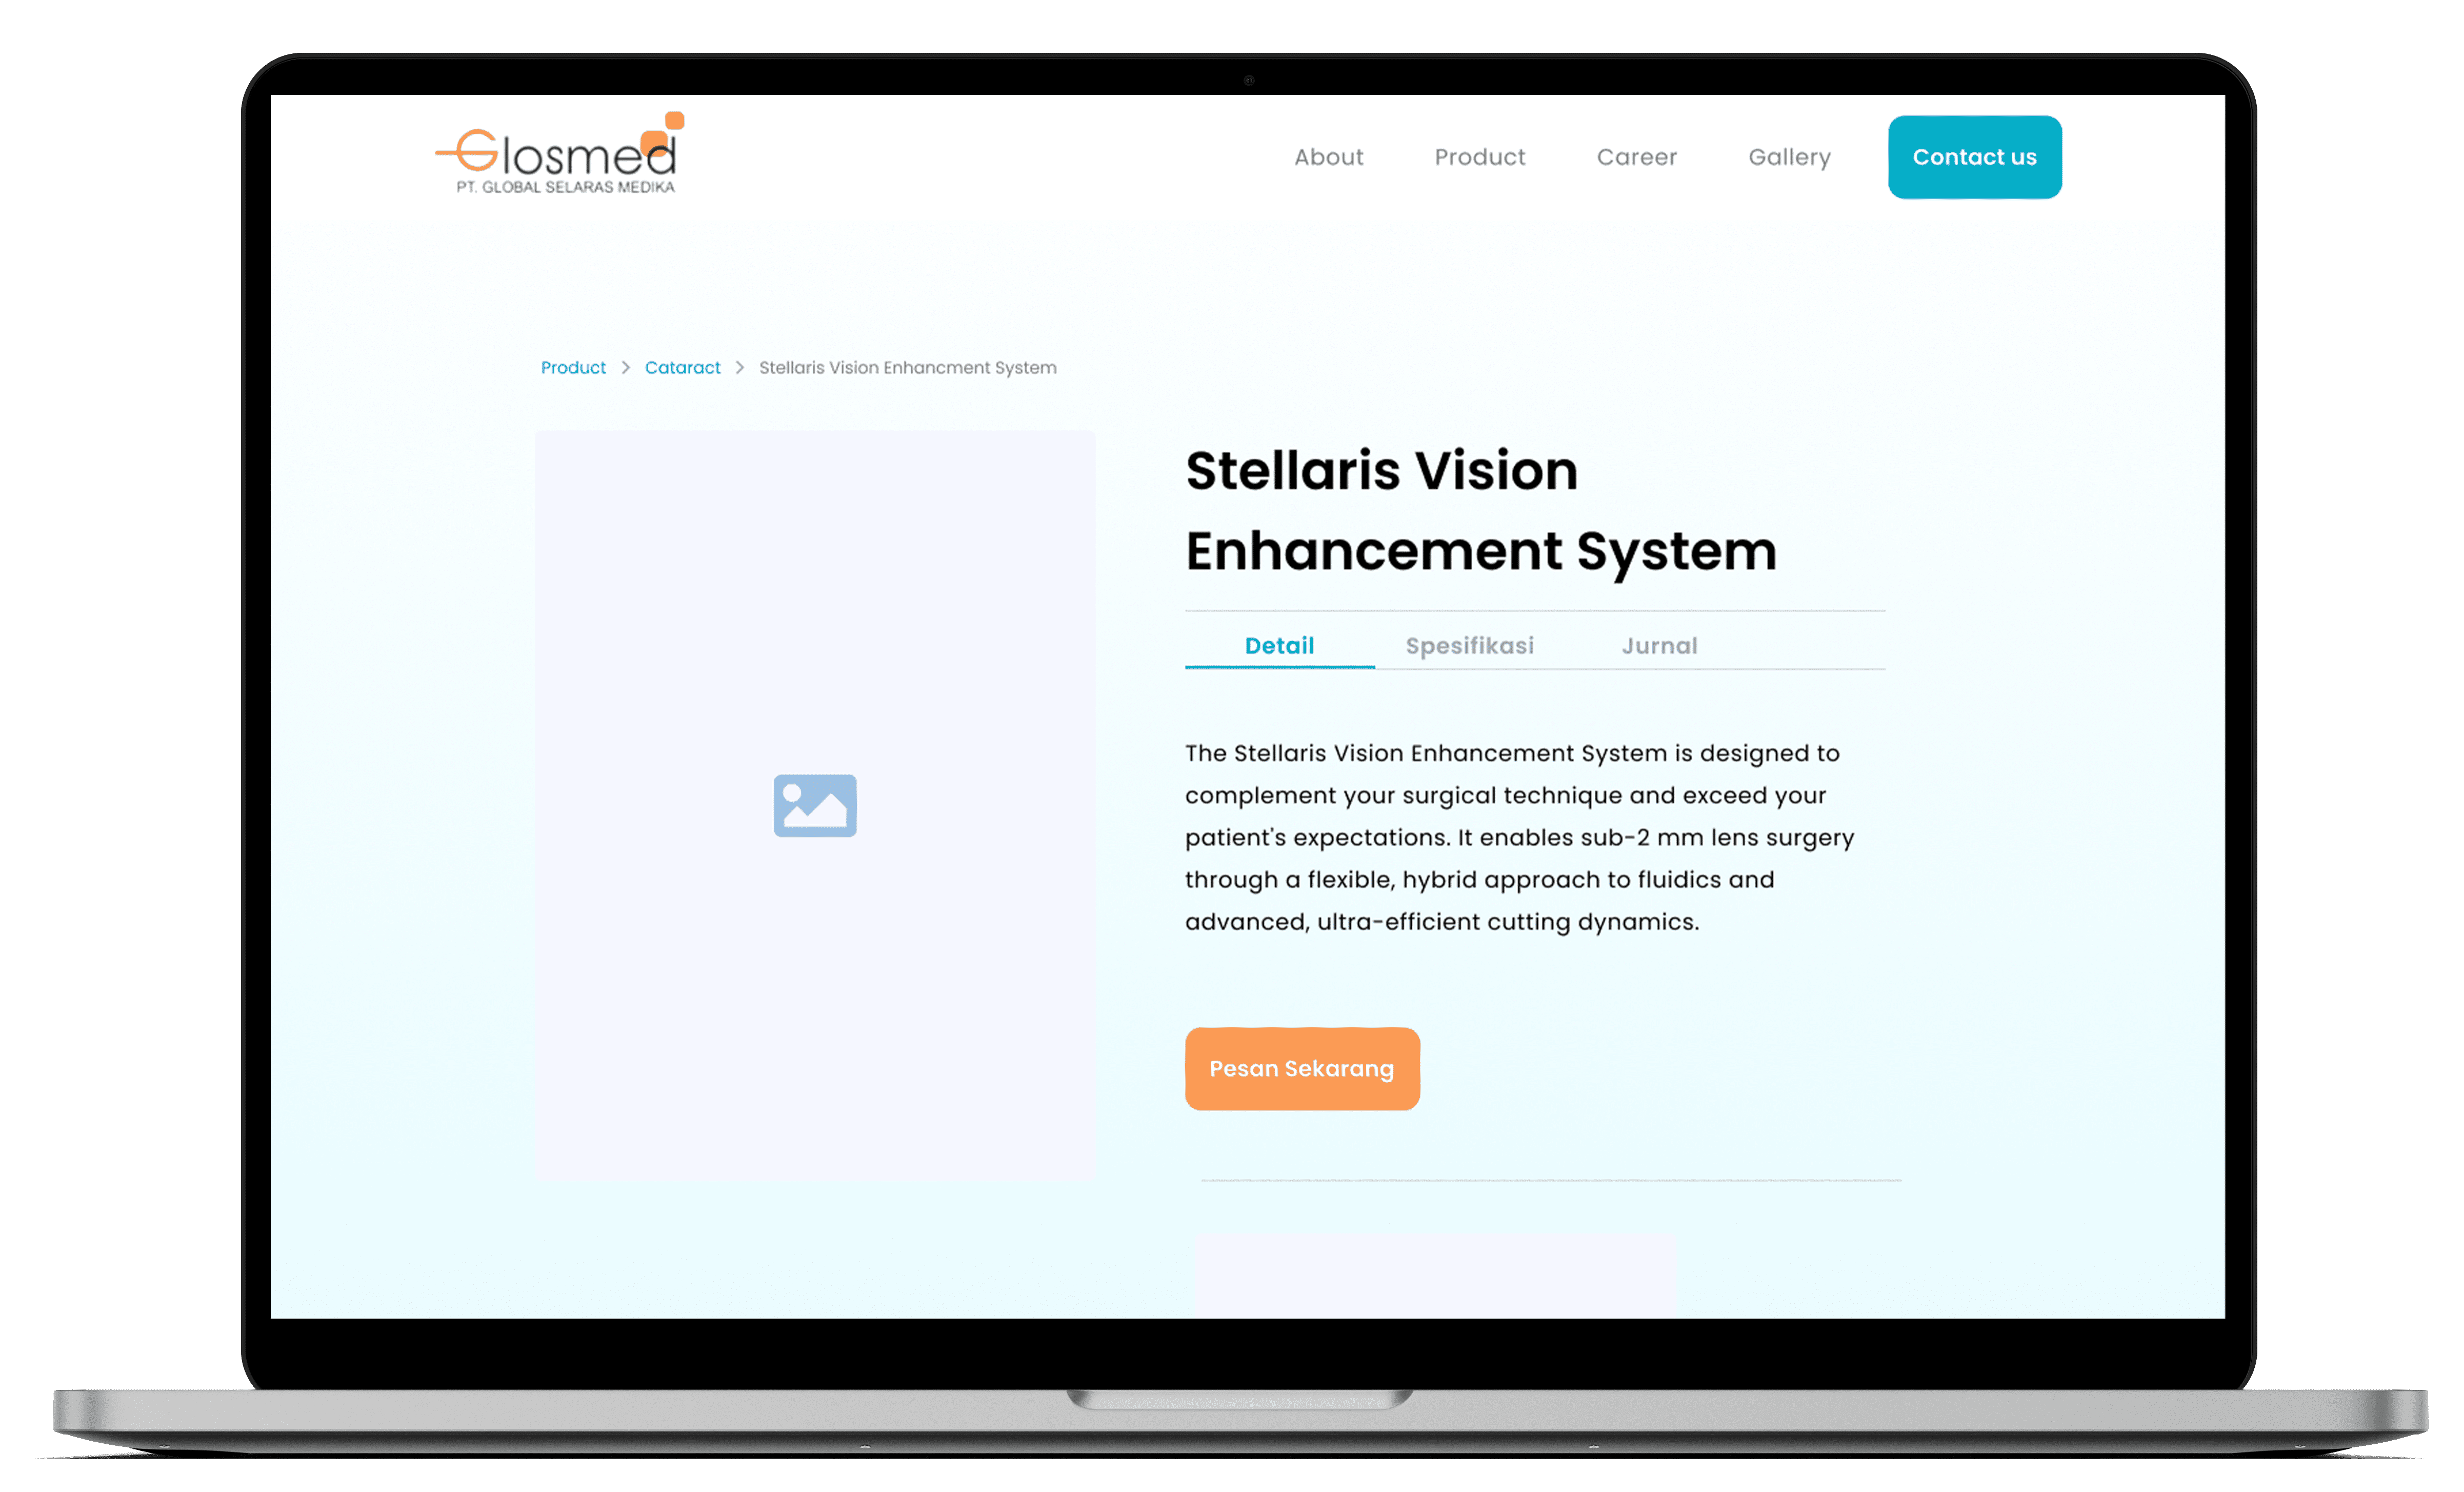 Glosmed
PT. GLOBAL SELARAS MEDIKA
About
Product
Career
Gallery
Contact us
Product > Cataract > Stellaris Vision Enhancment System
Stellaris Vision
Enhancement System
Detail
Spesifikasi
Jurnal
The Stellaris Vision Enhancement System is designed to
complement your surgical technique and exceed your
patient's expectations. It enables sub-2 mm lens surgery
through a flexible, hybrid approach to fluidics and
advanced, ultra-efficient cutting dynamics.
Pesan Sekarang